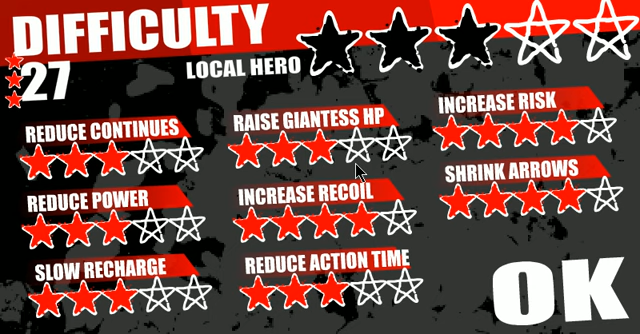 DIFFICULTY
27
LOCAL HERO
REDUCE CONTINUES
RAISE GIANTESS HP
INCREASE RISK
REDUCE POWER
INCREASE RECOIL
SHRINK ARROWS
SLOW RECHARGE
REDUCE ACTION TIME
OK